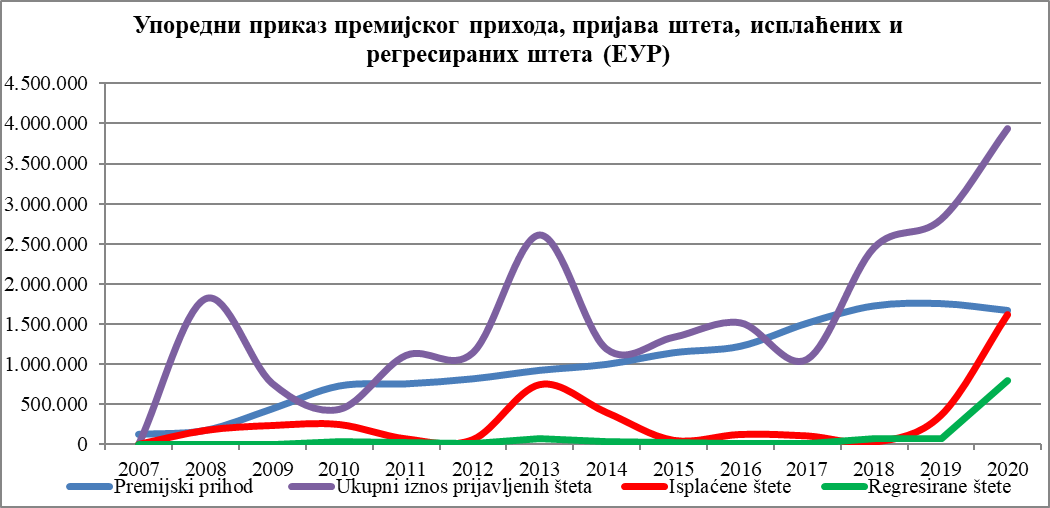 Упоредни приказ премијског прихода, пријава штета, исплаћених и
регресираних штета (ЕУР)
4.500.000
4.000.000
3.500.000
3.000.000
2.500.000
2.000.000
1.500.000
1.000.000
500.000
0
2007 2008 2009 2010 2011 2012 2013 2014 2015 2016 2017 2018 2019 2020
Premijski prihod Ukupni iznos prijavljenih šteta Isplaćene štete Regresirane štete